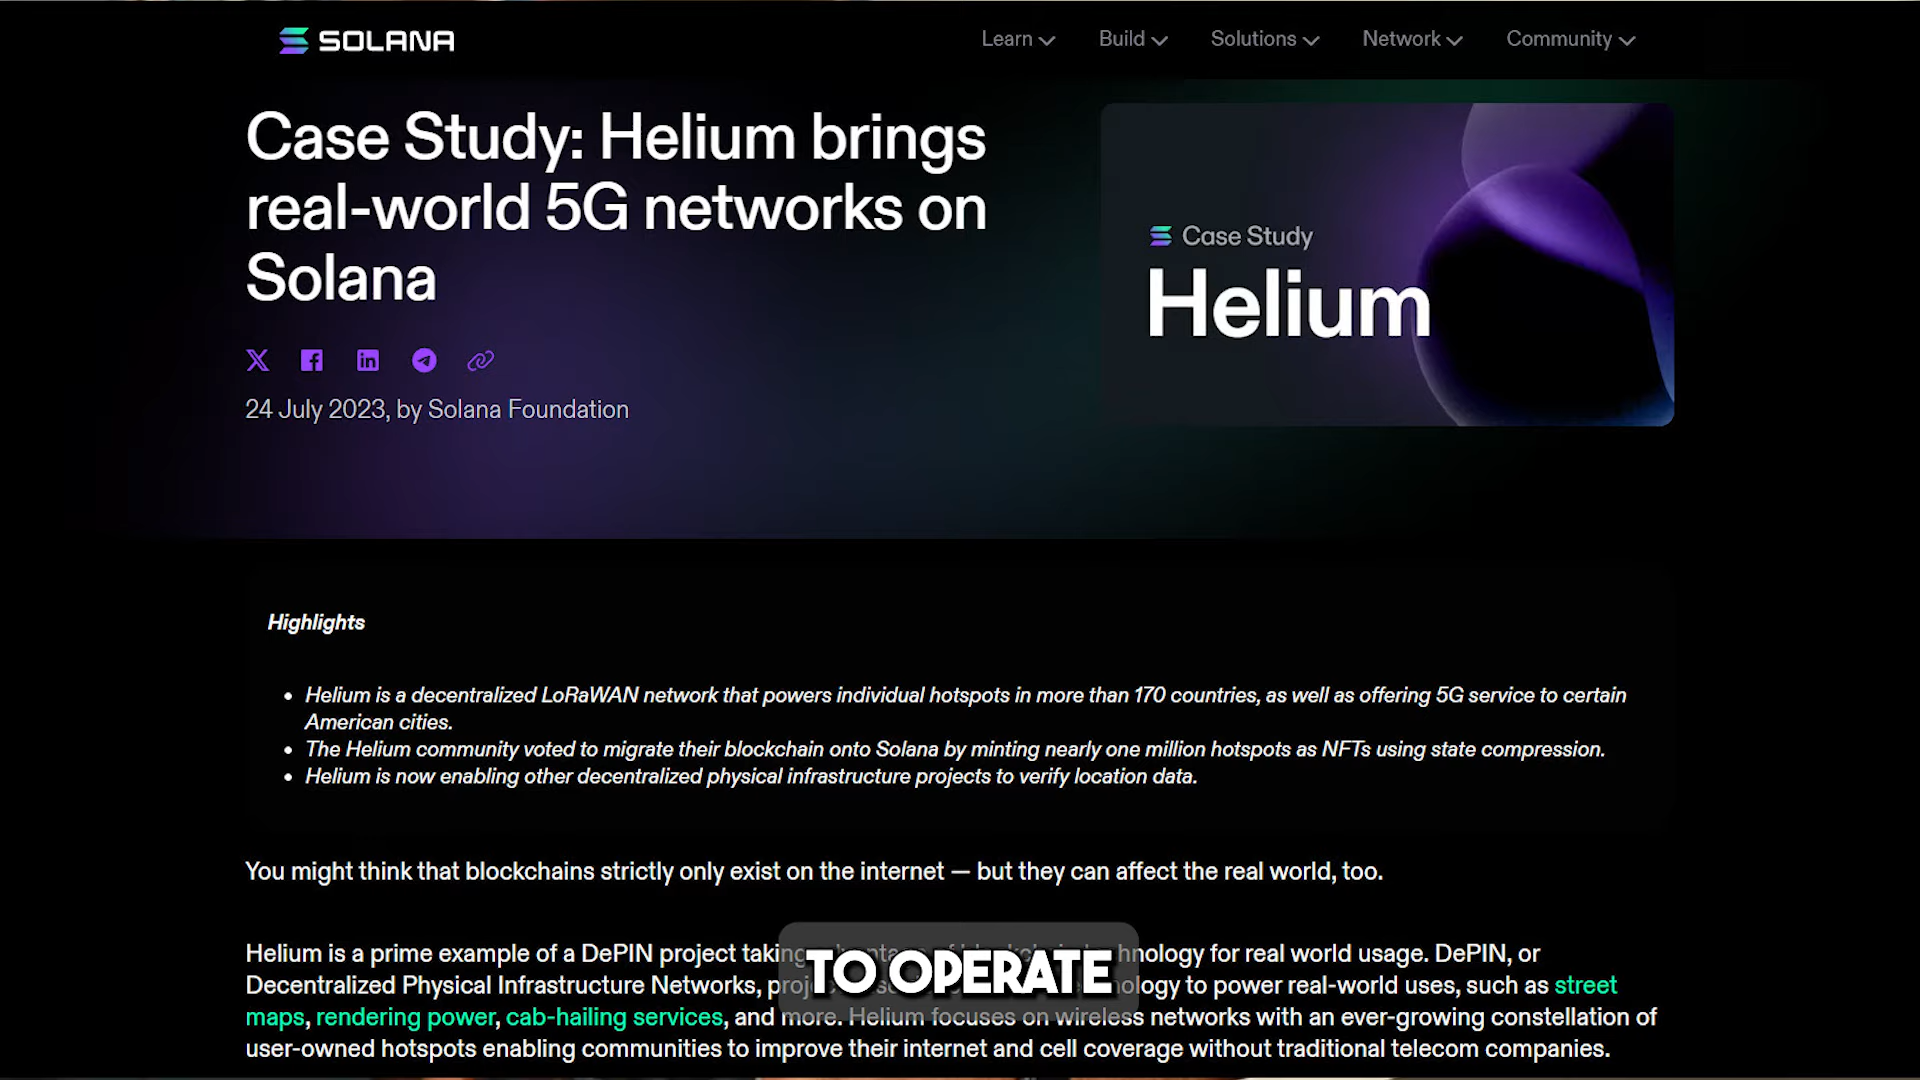 SOLANA
Learn
Build
Solutions
Network
Community
Case Study: Helium brings
real-world 5G networks on
Solana
24 July 2023, by Solana Foundation
Case Study
Helium
Highlights
• Helium is a decentralized LoRaWAN network that powers individual hotspots in more than 170 countries, as well as offering 5G service to certain
American cities.
• The Helium community voted to migrate their blockchain onto Solana by minting nearly one million hotspots as NFTs using state compression.
• Helium is now enabling other decentralized physical infrastructure projects to verify location data.
You might think that blockchains strictly only exist on the internet — but they can affect the real world, too.
Helium is a prime example of a DePIN project taking for real world usage. DePIN, or
Decentralized Physical Infrastructure Networks, to power real-world uses, such as street
maps, rendering power, cab-hailing services, and more. Helium focuses on wireless networks with an ever-growing constellation of
user-owned hotspots enabling communities to improve their internet and cell coverage without traditional telecom companies.
TO OPERATE